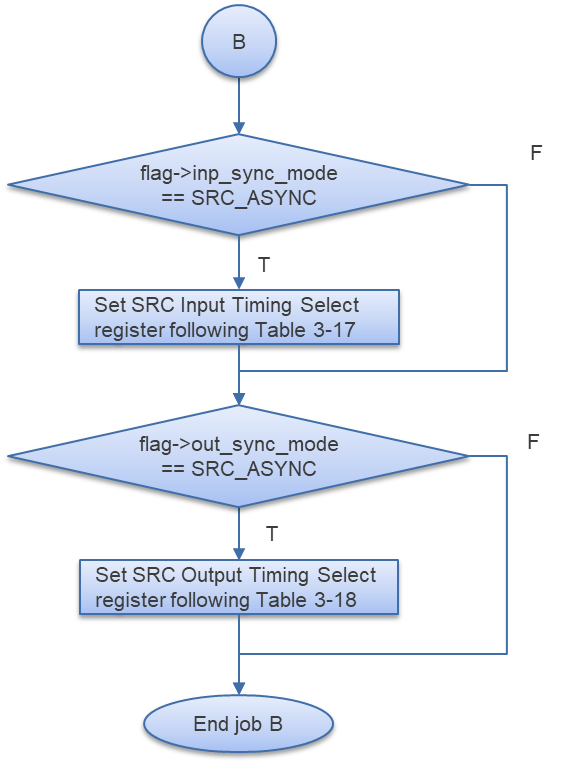 B
flag->inp_sync_mode
== SRC_ASYNC
F
T
Set SRC Input Timing Select
register following Table 3-17
flag->out_sync_mode
== SRC_ASYNC
F
T
Set SRC Output Timing Select
register following Table 3-18
End job B